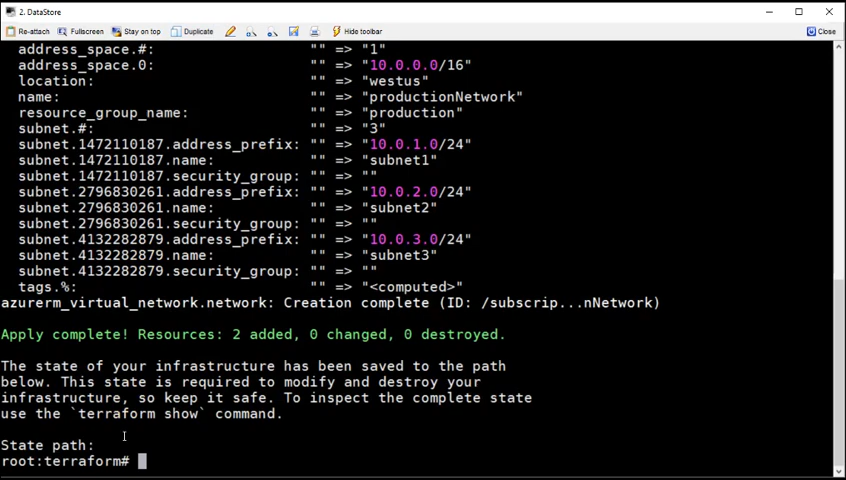 2. DataStore
Re-attach Fullscreen Stay on top Duplicate Hide toolbar Close
address_space.#: "" => "1"
address_space.0: "" => "10.0.0.0/16"
location: "" => "westus"
name: "" => "productionNetwork"
resource_group_name: "" => "production"
subnet.#: "" => "3"
subnet.1472110187.address_prefix: "" => "10.0.1.0/24"
subnet.1472110187.name: "" => "subnet1"
subnet.1472110187.security_group: "" => ""
subnet.2796830261.address_prefix: "" => "10.0.2.0/24"
subnet.2796830261.name: "" => "subnet2"
subnet.2796830261.security_group: "" => ""
subnet.4132282879.address_prefix: "" => "10.0.3.0/24"
subnet.4132282879.name: "" => "subnet3"
subnet.4132282879.security_group: "" => ""
tags.%: "" => "<computed>"
azurerm_virtual_network.network: Creation complete (ID: /subscrip...nNetwork)
Apply complete! Resources: 2 added, 0 changed, 0 destroyed.
The state of your infrastructure has been saved to the path
below. This state is required to modify and destroy your
infrastructure, so keep it safe. To inspect the complete state
use the `terraform show` command.
State path:
root:terraform#